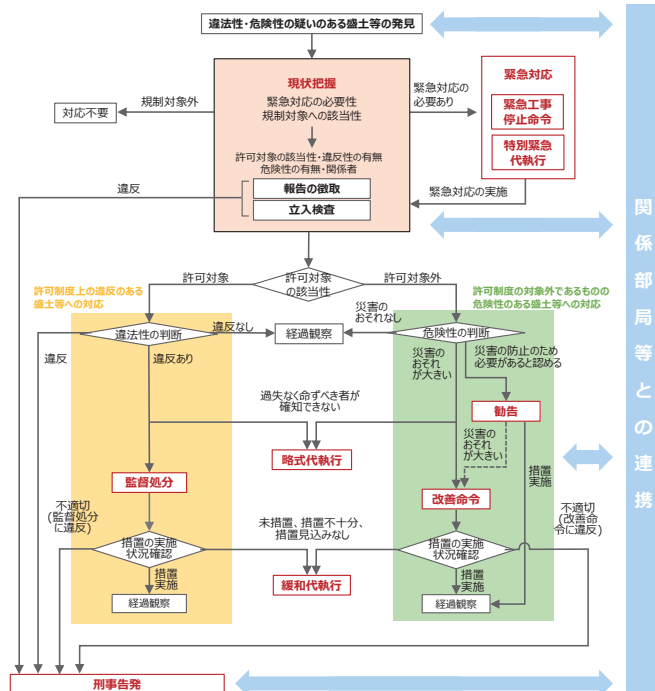 違法性・危険性の疑いのある盛土等の発見
現状把握
緊急対応の必要性
規制対象への該当性
許可対象の該当性・違反性の有無
危険性の有無・関係者
報告の徴取
立入検査
規制対象外
対応不要
緊急対応の
必要あり
緊急対応
緊急工事
停止命令
特別緊急
代執行
緊急対応の実施
違反
許可対象
許可対象
の該当性
許可対象外
許可制度上の違反のある
盛土等への対応
許可制度の対象外であるものの
危険性のある盛土等への対応
違法性の判断
違反なし
経過観察
災害の
おそれなし
危険性の判断
違反
違反あり
災害の
おそれ
が大きい
災害の防止のため
必要があると認める
過失なく命ずべき者が
確知できない
勧告
災害の
おそれ
が大きい
略式代執行
監督処分
改善命令
措置
実施
不適切
(監督処分
に違反)
措置の実施
状況確認
未措置、措置不十分、
措置見込みなし
措置の実施
状況確認
不適切
(改善命
令に違反)
措置
実施
緩和代執行
措置
実施
経過観察
経過観察
刑事告発
関係部局等との連携